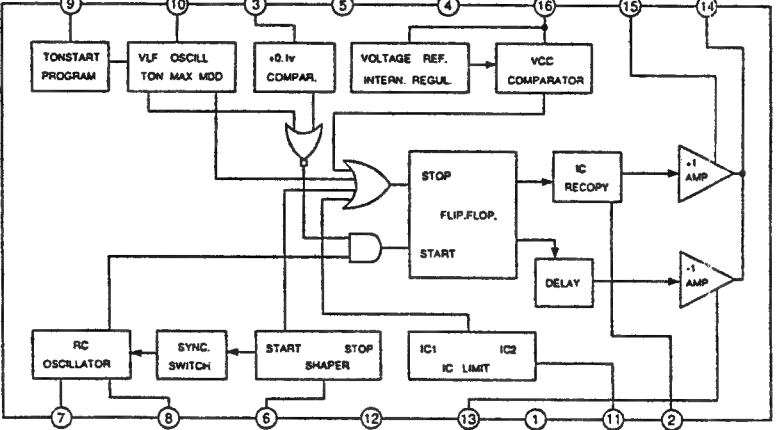 9 10 3 5 4 16 15 14
TONSTART
PROGRAM
VLF OSCILL
TON MAX MOD
+0.1v
COMPAR.
VOLTAGE REF.
INTERN. REGUL.
VCC
COMPARATOR
STOP
FLIP.FLOP.
START
IC
RECOPY
+1
AMP
DELAY
-1
AMP
RC
OSCILLATOR
SYNC.
SWITCH
START STOP
SHAPER
IC1 IC2
IC LIMIT
7 8 6 12 13 1 11 2